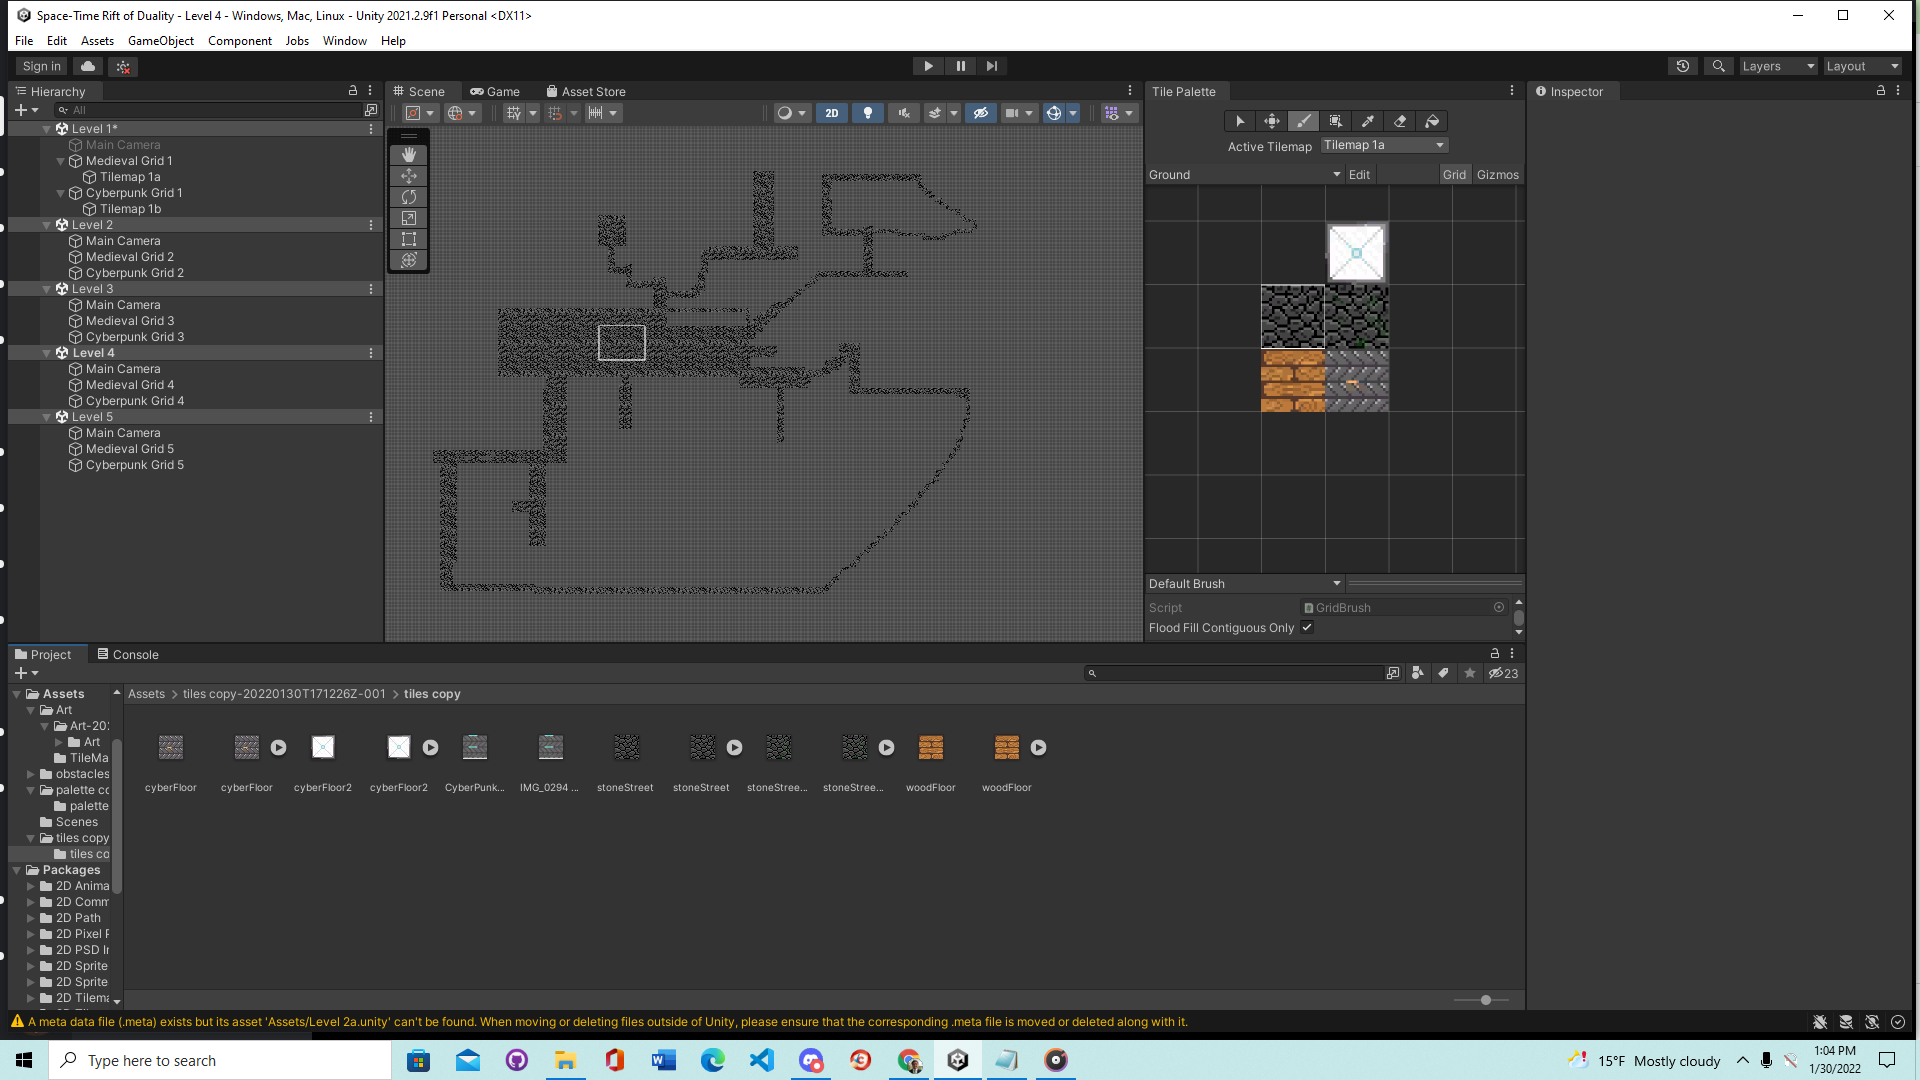 Space-Time Rift of Duality - Level 4 - Windows, Mac, Linux - Unity 2021.2.9f1 Personal <DX11>
File Edit Assets GameObject Component Jobs Window Help
Sign in
Layers Layout
Hierarchy
All
Level 1*
Main Camera
Medieval Grid 1
Tilemap 1a
Cyberpunk Grid 1
Tilemap 1b
Level 2
Main Camera
Medieval Grid 2
Cyberpunk Grid 2
Level 3
Main Camera
Medieval Grid 3
Cyberpunk Grid 3
Level 4
Main Camera
Medieval Grid 4
Cyberpunk Grid 4
Level 5
Main Camera
Medieval Grid 5
Cyberpunk Grid 5
Scene Game Asset Store
2D
Tile Palette
Active Tilemap Tilemap 1a
Ground Edit Grid Gizmos
Default Brush
Script GridBrush
Flood Fill Contiguous Only
Inspector
Project Console
23
Assets
Art
Art-202
Art
TileMa
obstacles
palette co
palette
Scenes
tiles copy
tiles co
Packages
2D Anima
2D Comm
2D Path
2D Pixel P
2D PSD Im
2D Sprite
2D Sprite
2D Tilema
Assets > tiles copy-20220130T171226Z-001 > tiles copy
cyberFloor cyberFloor cyberFloor2 cyberFloor2 CyberPunk... IMG_0294 ... stoneStreet stoneStreet stoneStree... stoneStree... woodFloor woodFloor
A meta data file (.meta) exists but its asset 'Assets/Level 2a.unity' can't be found. When moving or deleting files outside of Unity, please ensure that the corresponding .meta file is moved or deleted along with it.
Type here to search
15°F Mostly cloudy
1:04 PM
1/30/2022